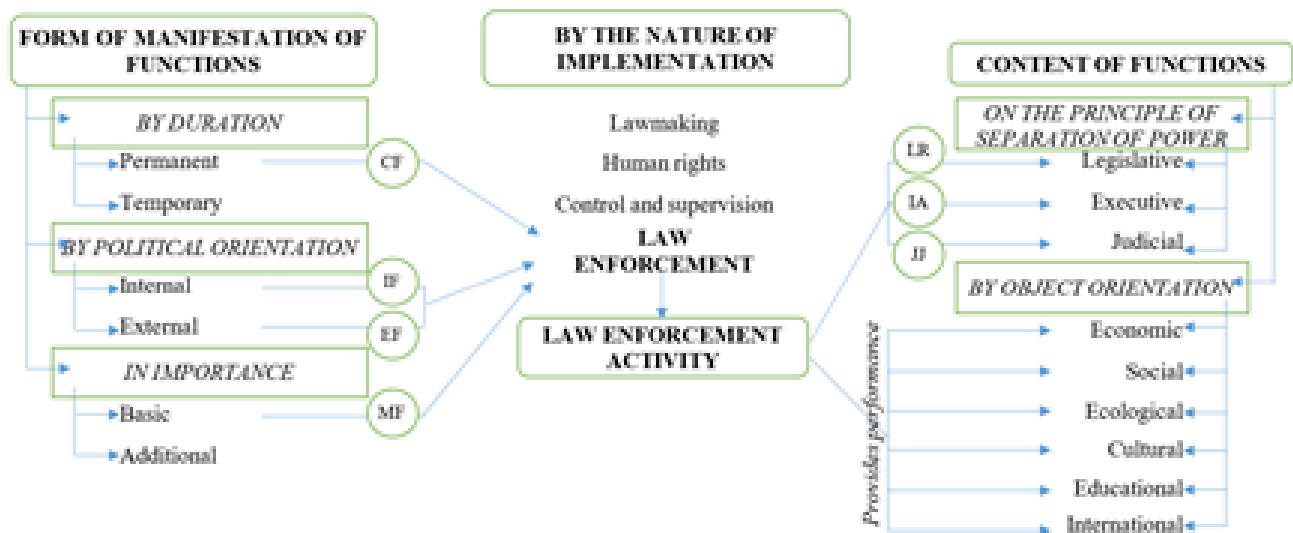 FORM OF MANIFESTATION OF
FUNCTIONS
BY DURATION
Permanent
CF
Temporary
BY POLITICAL ORIENTATION
Internal
IF
External
EF
IN IMPORTANCE
Basic
MF
Additional
BY THE NATURE OF
IMPLEMENTATION
Lawmaking
Human rights
Control and supervision
LAW
ENFORCEMENT
LAW ENFORCEMENT
ACTIVITY
CONTENT OF FUNCTIONS
ON THE PRINCIPLE OF
SEPARATION OF POWER
LR
Legislative
IA
Executive
JJ
Judicial
BY OBJECT ORIENTATION
Provides performance
Economic
Social
Ecological
Cultural
Educational
International